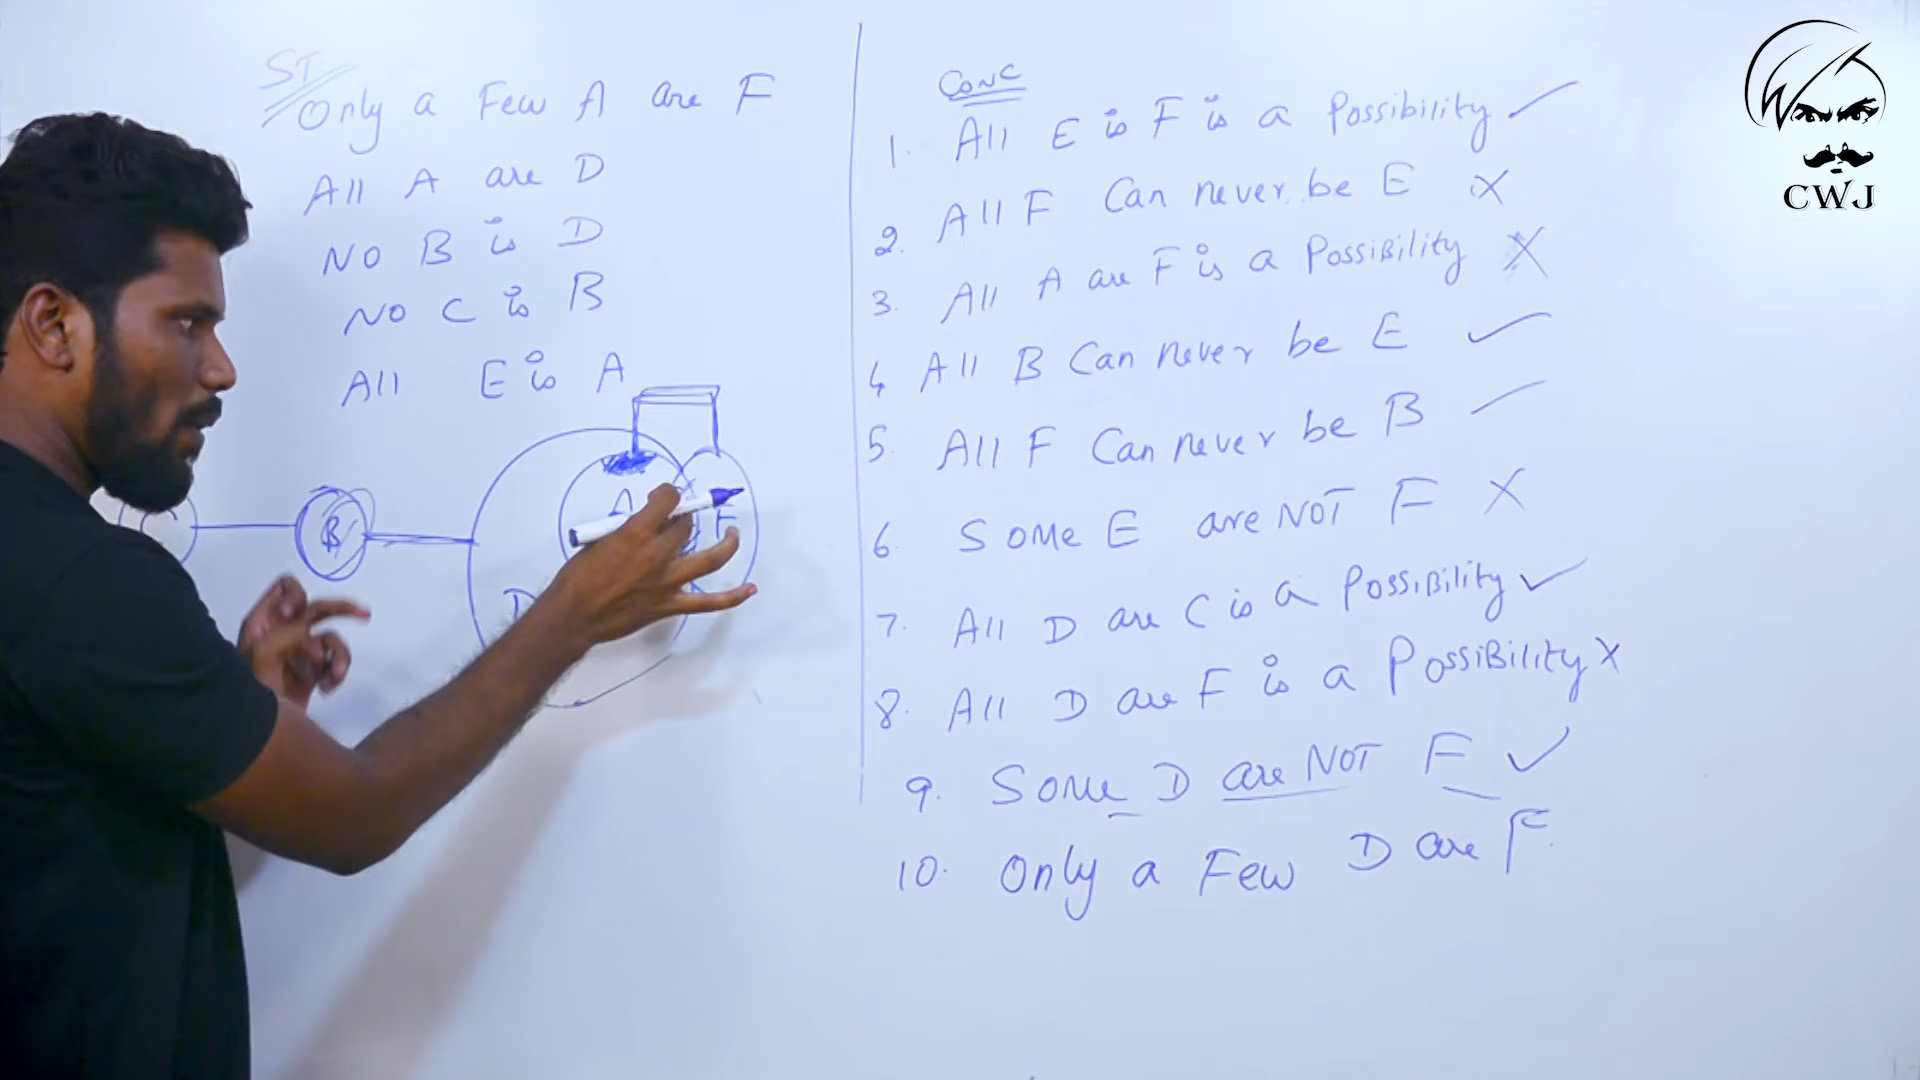 ST.
Only a Few A are F
All A are D
NO B is D
NO C is B
All E is A
C
B
A
F
D
CONC
1. All E is F is a Possibility ✓
2. All F Can never be E X
3. All A are F is a Possibility X
4 All B Can never be E ✓
5. All F Can never be B ✓
6. Some E are NOT F X
7. All D are C is a Possibility ✓
8. All D are F is a Possibility X
9. Some D are NOT F ✓
10. Only a Few D are F.
CWJ